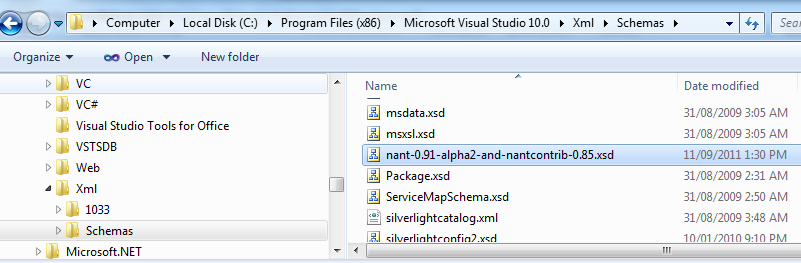 Computer Local Disk (C:) Program Files (x86) Microsoft Visual Studio 10.0 Xml Schemas Sear
Organize Open New folder
VC
VC#
Visual Studio Tools for Office
VSTSDB
Web
Xml
1033
Schemas
Microsoft.NET
Name Date modified
msdata.xsd 31/08/2009 3:05 AM
msxsl.xsd 31/08/2009 3:05 AM
nant-0.91-alpha2-and-nantcontrib-0.85.xsd 11/09/2011 1:30 PM
Package.xsd 31/08/2009 2:31 AM
ServiceMapSchema.xsd 31/08/2009 2:50 AM
silverlightcatalog.xml 31/08/2009 3:48 AM
silverlightconfig2.xsd 10/01/2010 9:10 PM